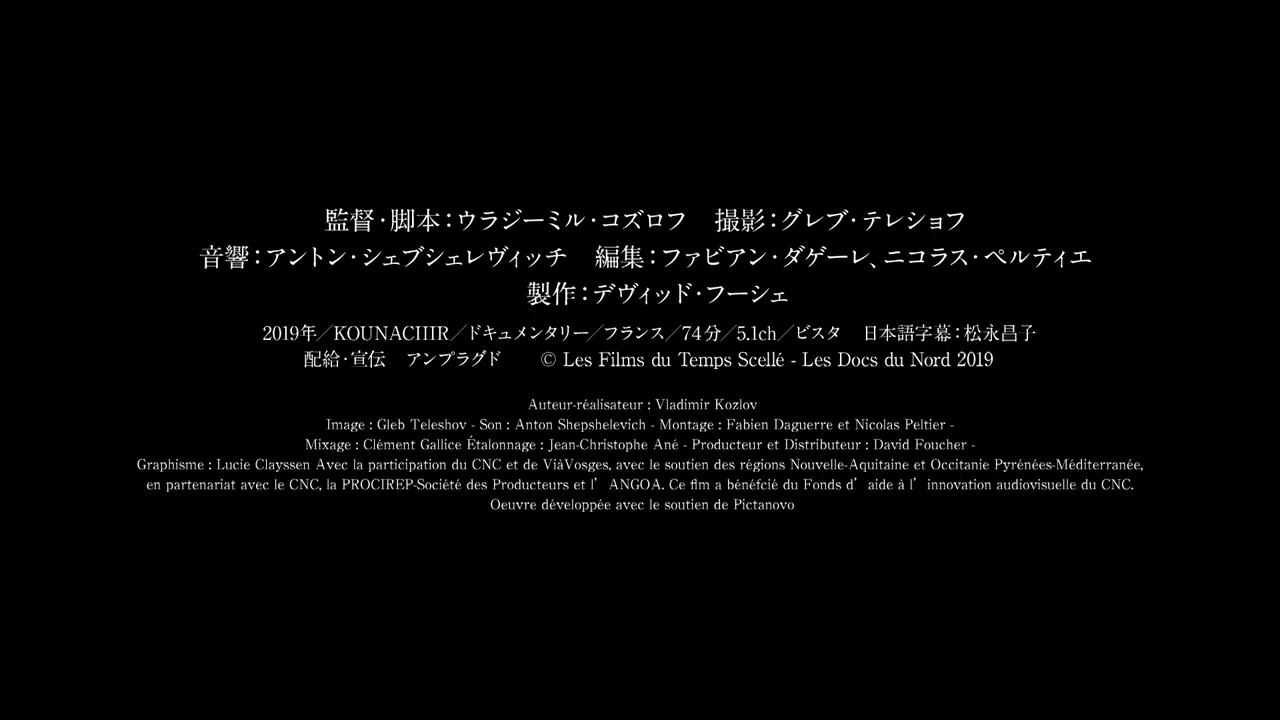 監督・脚本：ウラジーミル・コズロフ　撮影：グレブ・テレショフ
音響：アントン・シェブシェレヴィッチ　編集：ファビアン・ダゲーレ、ニコラス・ペルティエ
製作：デヴィッド・フーシェ
2019年／KOUNACHIR／ドキュメンタリー／フランス／74分／5.1ch／ビスタ　日本語字幕：松永昌子
配給・宣伝　アンプラグド　　© Les Films du Temps Scellé - Les Docs du Nord 2019
Auteur-réalisateur : Vladimir Kozlov
Image : Gleb Teleshov - Son : Anton Shepshelevich - Montage : Fabien Daguerre et Nicolas Peltier -
Mixage : Clément Gallice Étalonnage : Jean-Christophe Ané - Producteur et Distributeur : David Foucher -
Graphisme : Lucie Clayssen Avec la participation du CNC et de ViàVosges, avec le soutien des régions Nouvelle-Aquitaine et Occitanie Pyrénées-Méditerranée,
en partenariat avec le CNC, la PROCIREP-Société des Producteurs et l’ANGOA. Ce flm a bénéfcié du Fonds d’aide à l’innovation audiovisuelle du CNC.
Oeuvre développée avec le soutien de Pictanovo